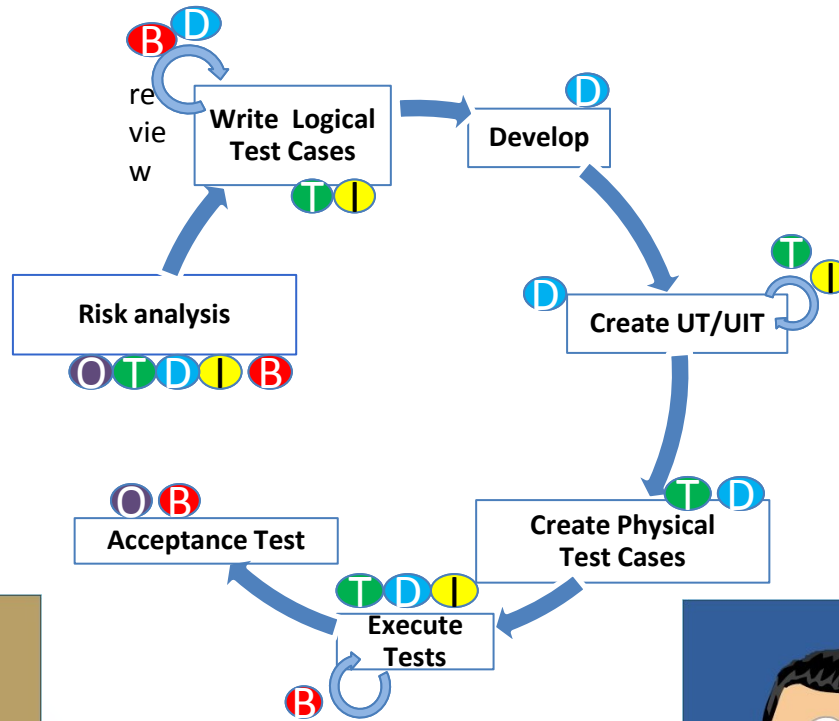 B D
re
vie
w
Write  Logical
Test Cases
T I
D
Develop
T
I
D
Create UT/UIT
Risk analysis
O T D I B
T D
Create Physical
Test Cases
O B
Acceptance Test
T D I
Execute
Tests
B